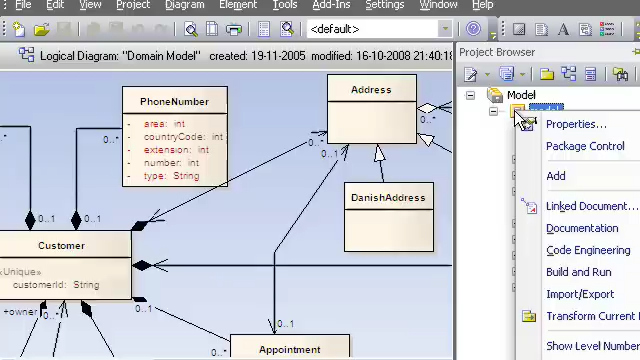 File Edit View Project Diagram Element Tools Add-Ins Settings Window Help
<default>
Logical Diagram: "Domain Model" created: 19-11-2005 modified: 16-10-2008 21:40:18
Project Browser
Model
PhoneNumber
- area: int
- countryCode: int
- extension: int
- number: int
- type: String
Address
DanishAddress
Customer
«Unique»
customerId: String
+owner
Appointment
0..*
0..*
0..*
0..1
0..1
0..1
0..1
0..1
0..1
0..*
Properties...
Package Control
Add
Linked Document...
Documentation
Code Engineering
Build and Run
Import/Export
Transform Current
Show Level Number